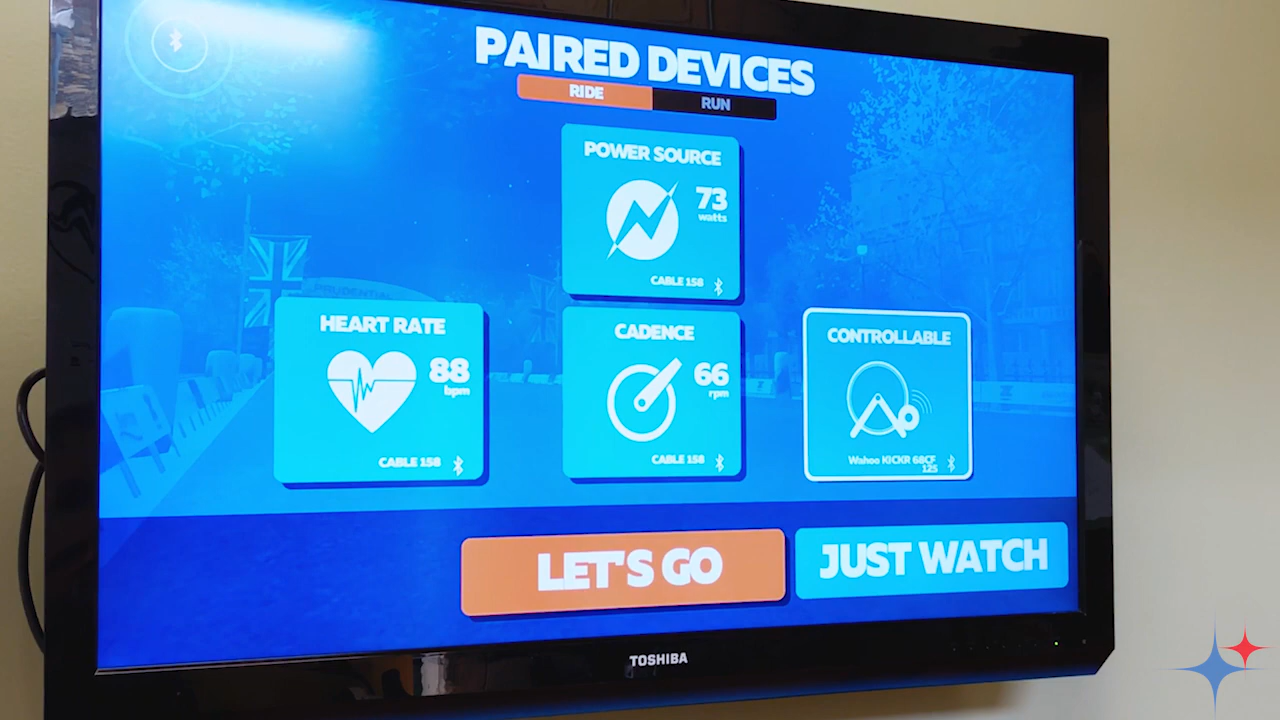 PAIRED DEVICES
RIDE
RUN
POWER SOURCE
73
watts
CABLE 158
PRUDENTIAL
HEART RATE
88
bpm
CABLE 158
CADENCE
66
rpm
CABLE 158
CONTROLLABLE
Wahoo KICKR 68CF
125
LET'S GO
JUST WATCH
TOSHIBA